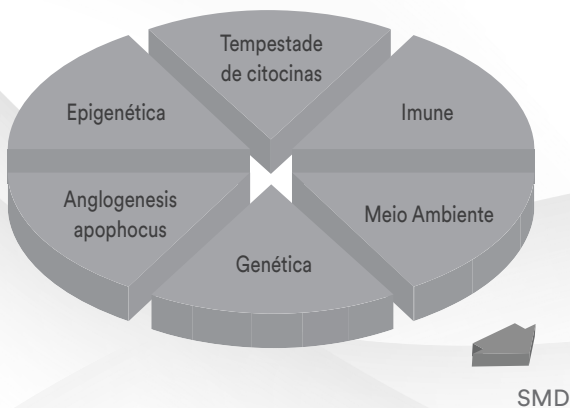 Tempestade
de citocinas
Epigenética
Imune
Anglogenesis
apophocus
Meio Ambiente
Genética
SMD